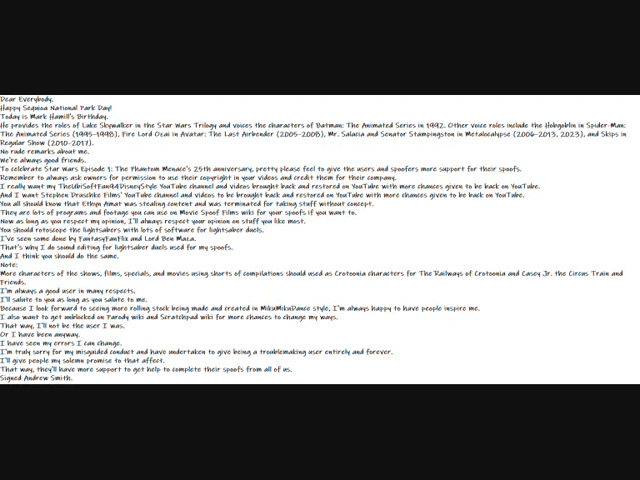 Dear Everybody.
Happy Sequoia National Park Day!
Today is Mark Hamill's Birthday.
He provides the roles of Luke Skywalker in the Star Wars Trilogy and voices the characters of Batman: The Animated Series in 1992. Other voice roles include the Hobgoblin in Spider-Man:
The Animated Series (1995-1998), Fire Lord Ozai in Avatar: The Last Airbender (2005-2008), Mr. Salacia and Senator Stampingston in Metalocalypse (2006-2013, 2023), and Skips in
Regular Show (2010-2017).
No rude remarks about me.
We're always good friends.
To celebrate Star Wars Episode 1: The Phantom Menace's 25th anniversary, pretty please feel to give the users and spoofers more support for their spoofs.
Remember to always ask owners for permission to use their copyright in your videos and credit them for their company.
I really want my TheUbiSoftFan94DisneyStyle YouTube channel and videos brought back and restored on YouTube with more chances given to be back on YouTube.
And I want Stephen Druschke Films' YouTube channel and videos to be brought back and restored on YouTube with more chances given to be back on YouTube.
You all should know that Ethyn Amat was stealing content and was terminated for taking stuff without concept.
They are lots of programs and footage you can use on Movie Spoof Films wiki for your spoofs if you want to.
Now as long as you respect my opinion, I'll always respect your opinion on stuff you like most.
You should rotoscope the lightsabers with lots of software for lightsaber duels.
I've seen some done by FantasyFanFlix and Lord Ben Maza.
That's why I do sound editing for lightsaber duels used for my spoofs.
And I think you should do the same.
Note:
More characters of the shows, films, specials, and movies using shorts of compilations should used as Crotoonia characters for The Railways of Crotoonia and Casey Jr. the Circus Train and
Friends.
I'm always a good user in many respects.
I'll salute to you as long as you salute to me.
Because I look forward to seeing more rolling stock being made and created in MikuMikuDance style, I'm always happy to have people inspire me.
I also want to get unblocked on Parody wiki and Scratchpad wiki for more chances to change my ways.
That way, I'll not be the user I was.
Or I have been anyway.
I have seen my errors I can change.
I'm truly sorry for my misguided conduct and have undertaken to give being a troublemaking user entirely and forever.
I'll give people my solemn promise to that affect.
That way, they'll have more support to get help to complete their spoofs from all of us.
Signed Andrew Smith.